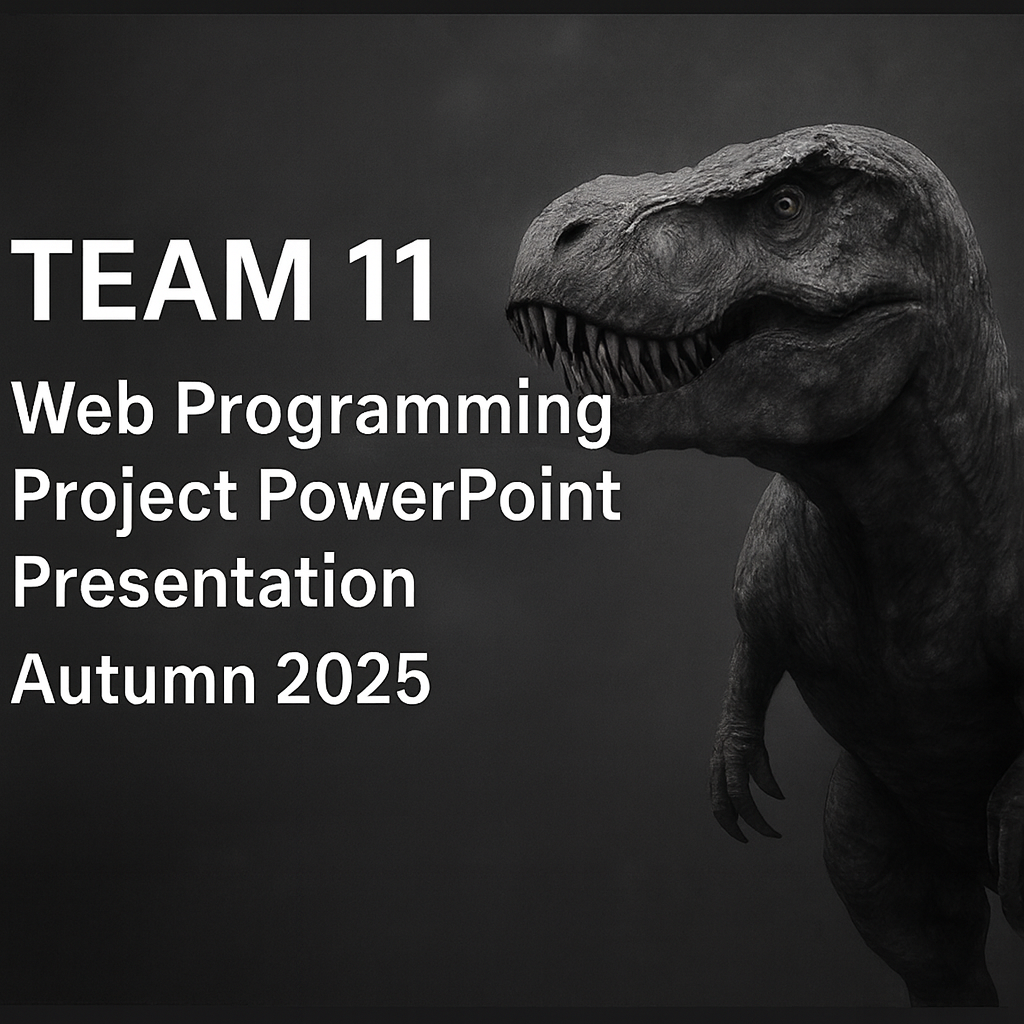 TEAM 11
Web Programming
Project PowerPoint
Presentation
Autumn 2025